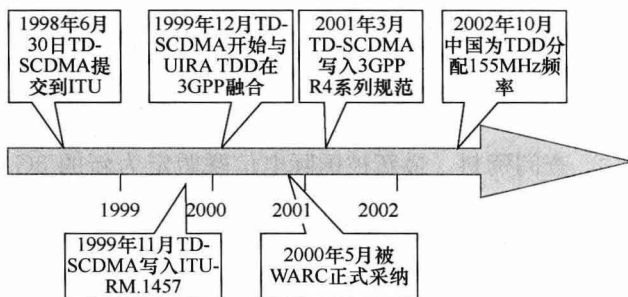 1998年6月
30日TD-
SCDMA提
交到ITU
1999年12月TD-
SCDMA开始与
UIRA TDD在
3GPP融合
2001年3月
TD-SCDMA
写入3GPP
R4系列规范
2002年10月
中国为TDD分
配155MHz频
率
1999
2000
2001
2002
1999年11月TD-
SCDMA写入ITU-
RM.1457
2000年5月被
WARC正式采纳